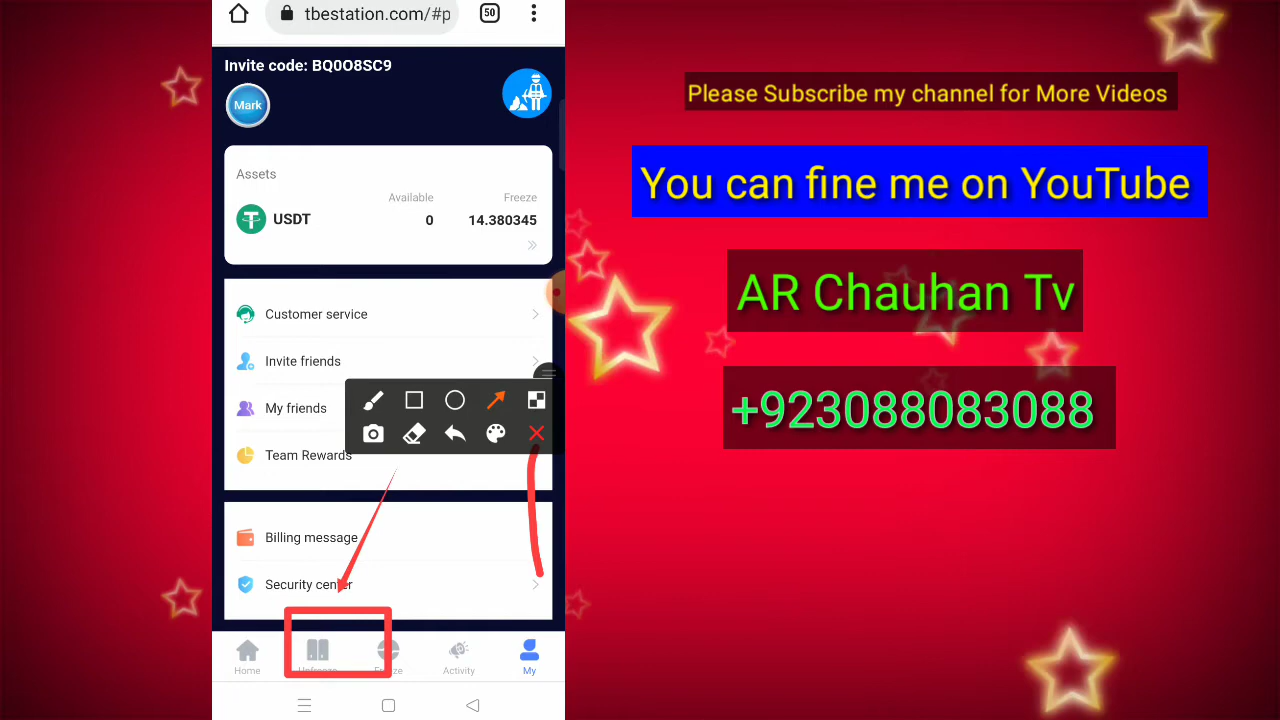 tbestation.com/#p
50
Invite code: BQ0O8SC9
Mark
Assets
Available
Freeze
USDT
0
14.380345
Customer service
Invite friends
My friends
Team Rewards
Billing message
Security center
Home
Unfreeze
Freeze
Activity
My
Please Subscribe my channel for More Videos
You can fine me on YouTube
AR Chauhan Tv
+923088083088